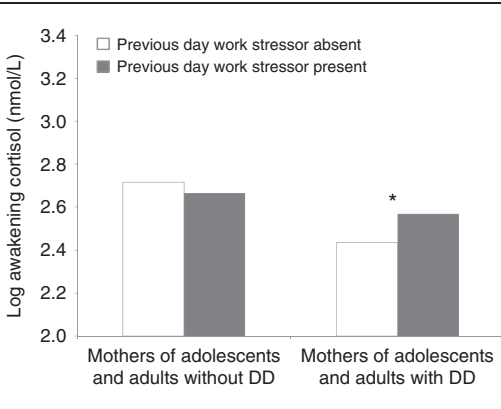 Log awakening cortisol (nmol/L)
3.4
3.2
3.0
2.8
2.6
2.4
2.2
2.0
Previous day work stressor absent
Previous day work stressor present
*
Mothers of adolescents
and adults without DD
Mothers of adolescents
and adults with DD